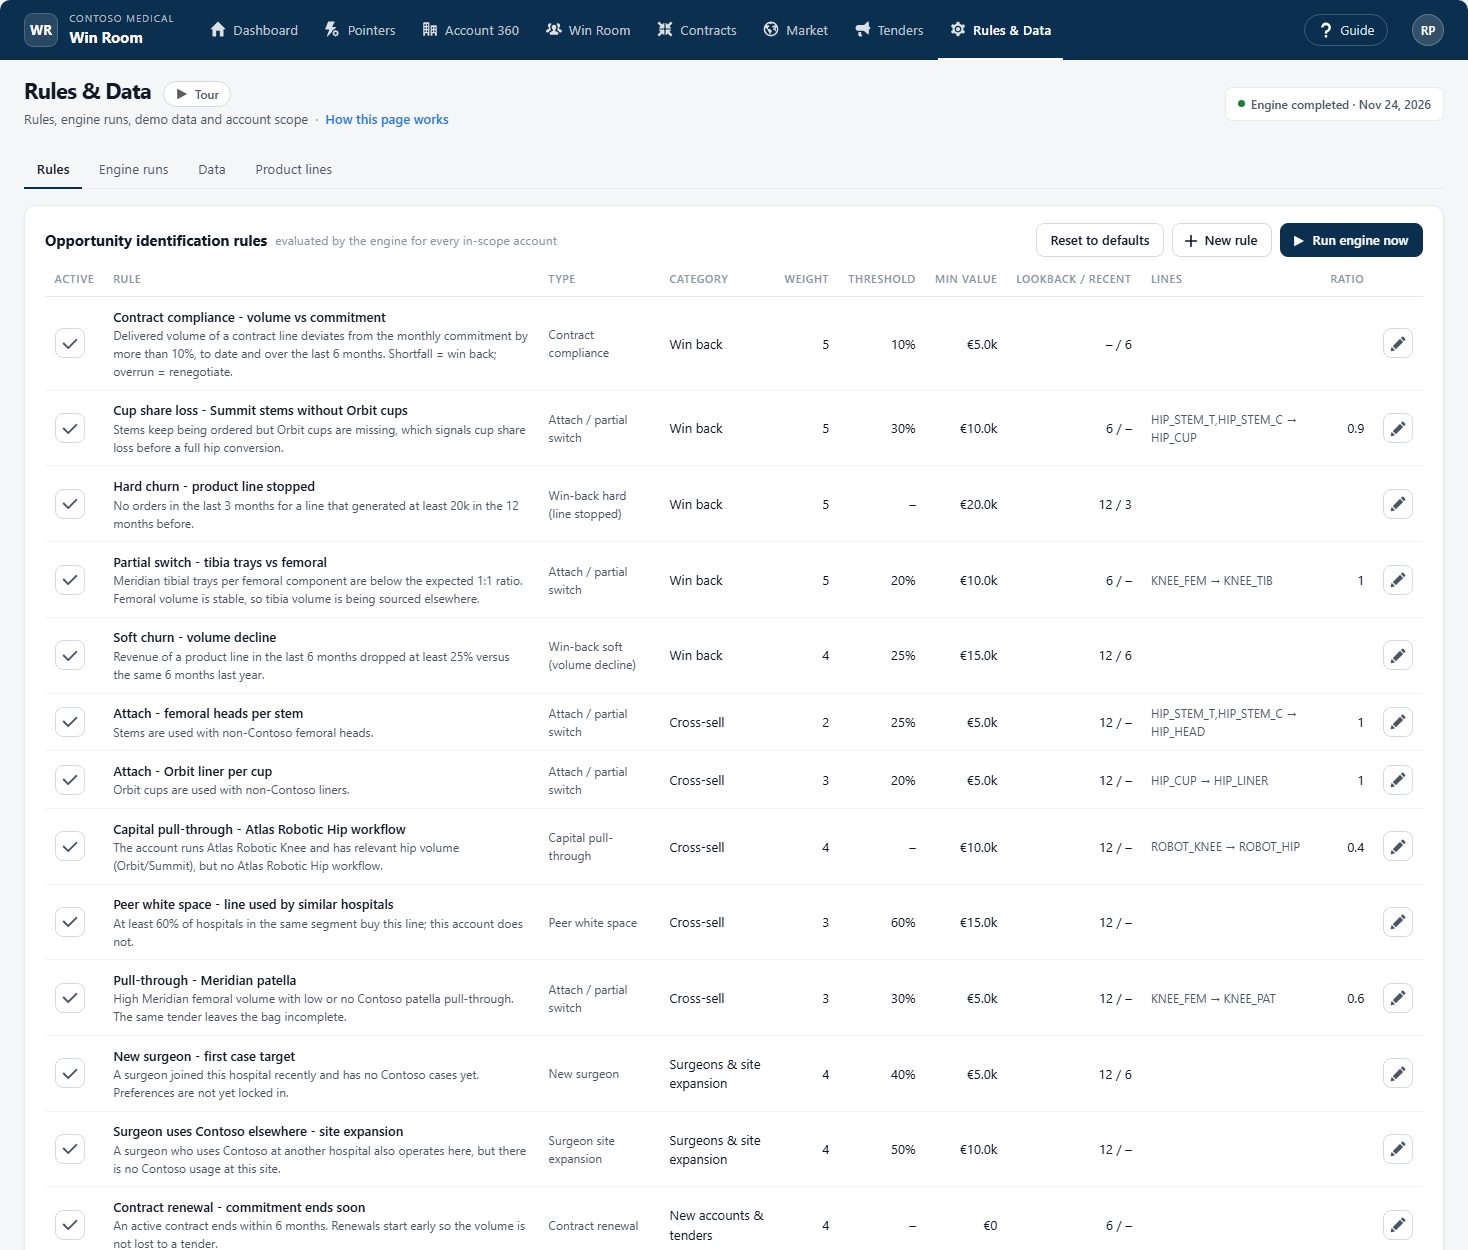 WR
CONTOSO MEDICAL
Win Room
Dashboard
Pointers
Account 360
Win Room
Contracts
Market
Tenders
Rules & Data
? Guide
RP
Rules & Data
Tour
Engine completed · Nov 24, 2026
Rules, engine runs, demo data and account scope · How this page works
Rules
Engine runs
Data
Product lines
Opportunity identification rules evaluated by the engine for every in-scope account
Reset to defaults
+ New rule
Run engine now
ACTIVE RULE TYPE CATEGORY WEIGHT THRESHOLD MIN VALUE LOOKBACK / RECENT LINES RATIO
Contract compliance - volume vs commitment
Delivered volume of a contract line deviates from the monthly commitment by
more than 10%, to date and over the last 6 months. Shortfall = win back;
overrun = renegotiate.
Contract
compliance
Win back 5 10% €5.0k – / 6
Cup share loss - Summit stems without Orbit cups
Stems keep being ordered but Orbit cups are missing, which signals cup share
loss before a full hip conversion.
Attach / partial
switch
Win back 5 30% €10.0k 6 / –
HIP_STEM_T,HIP_STEM_C →
HIP_CUP
0.9
Hard churn - product line stopped
No orders in the last 3 months for a line that generated at least 20k in the 12
months before.
Win-back hard
(line stopped)
Win back 5 – €20.0k 12 / 3
Partial switch - tibia trays vs femoral
Meridian tibial trays per femoral component are below the expected 1:1 ratio.
Femoral volume is stable, so tibia volume is being sourced elsewhere.
Attach / partial
switch
Win back 5 20% €10.0k 6 / – KNEE_FEM → KNEE_TIB 1
Soft churn - volume decline
Revenue of a product line in the last 6 months dropped at least 25% versus
the same 6 months last year.
Win-back soft
(volume decline)
Win back 4 25% €15.0k 12 / 6
Attach - femoral heads per stem
Stems are used with non-Contoso femoral heads.
Attach / partial
switch
Cross-sell 2 25% €5.0k 12 / –
HIP_STEM_T,HIP_STEM_C →
HIP_HEAD
1
Attach - Orbit liner per cup
Orbit cups are used with non-Contoso liners.
Attach / partial
switch
Cross-sell 3 20% €5.0k 12 / – HIP_CUP → HIP_LINER 1
Capital pull-through - Atlas Robotic Hip workflow
The account runs Atlas Robotic Knee and has relevant hip volume
(Orbit/Summit), but no Atlas Robotic Hip workflow.
Capital pull-
through
Cross-sell 4 – €10.0k 12 / – ROBOT_KNEE → ROBOT_HIP 0.4
Peer white space - line used by similar hospitals
At least 60% of hospitals in the same segment buy this line; this account does
not.
Peer white space
Cross-sell 3 60% €15.0k 12 / –
Pull-through - Meridian patella
High Meridian femoral volume with low or no Contoso patella pull-through.
The same tender leaves the bag incomplete.
Attach / partial
switch
Cross-sell 3 30% €5.0k 12 / – KNEE_FEM → KNEE_PAT 0.6
New surgeon - first case target
A surgeon joined this hospital recently and has no Contoso cases yet.
Preferences are not yet locked in.
New surgeon
Surgeons & site
expansion
4 40% €5.0k 12 / 6
Surgeon uses Contoso elsewhere - site expansion
A surgeon who uses Contoso at another hospital also operates here, but there
is no Contoso usage at this site.
Surgeon site
expansion
Surgeons & site
expansion
4 50% €10.0k 12 / –
Contract renewal - commitment ends soon
An active contract ends within 6 months. Renewals start early so the volume is
not lost to a tender.
Contract renewal
New accounts &
tenders
4 – €0 6 / –